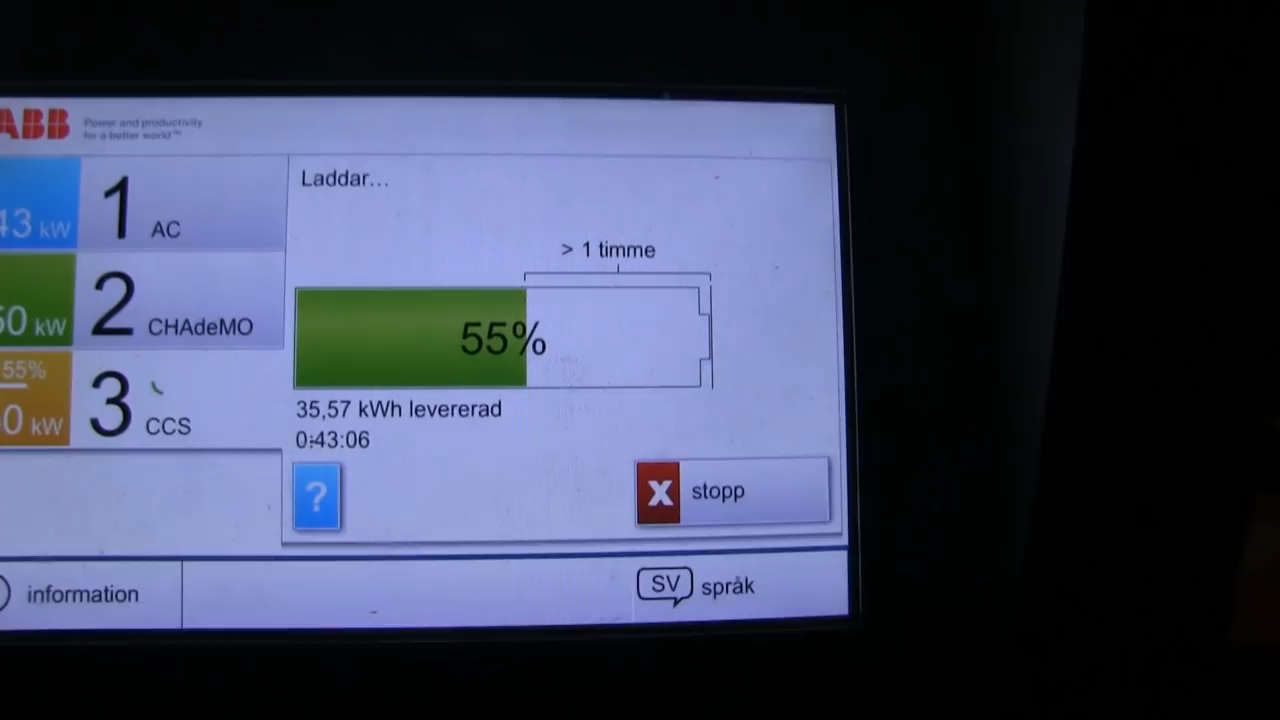 ABB
Power and productivity
for a better world™
43 kW
1 AC
50 kW
2 CHAdeMO
55%
50 kW
3 CCS
Laddar...
> 1 timme
55%
35,57 kWh levererad
0:43:06
?
X stopp
information
SV språk